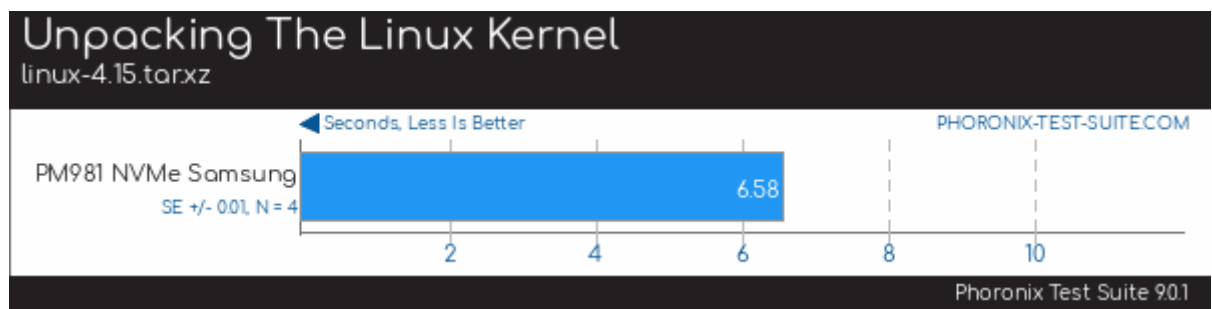 Unpacking The Linux Kernel
linux-4.15.tar.xz
Seconds, Less Is Better
PHORONIX-TEST-SUITE.COM
PM981 NVMe Samsung
SE +/- 0.01, N = 4
6.58
2 4 6 8 10
Phoronix Test Suite 9.0.1